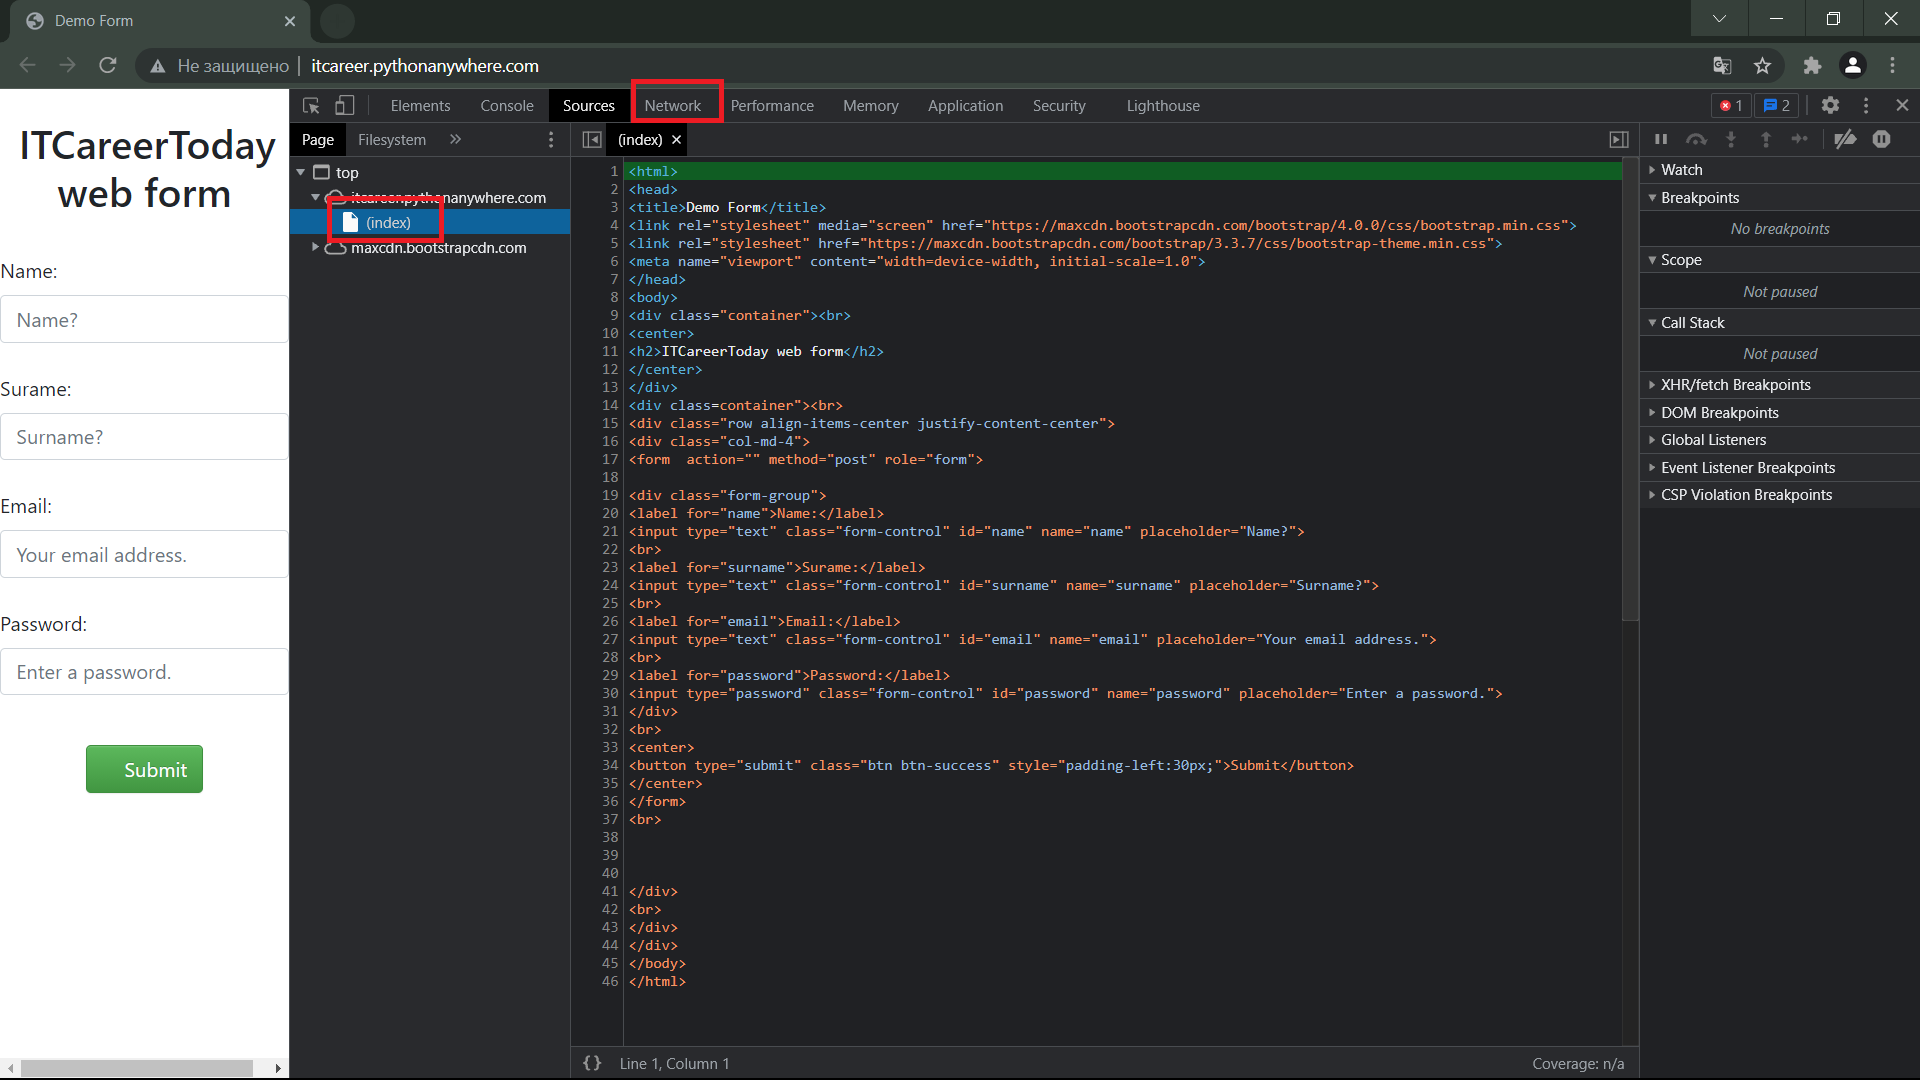 Demo Form
Не защищено itcareer.pythonanywhere.com
ITCareerToday
web form
Name:
Name?
Surame:
Surname?
Email:
Your email address.
Password:
Enter a password.
Submit
Elements Console Sources Network Performance Memory Application Security Lighthouse 1 2
Page Filesystem
top
itcareer.pythonanywhere.com
(index)
maxcdn.bootstrapcdn.com
(index)
1 <html>
2 <head>
3 <title>Demo Form</title>
4 <link rel="stylesheet" media="screen" href="https://maxcdn.bootstrapcdn.com/bootstrap/4.0.0/css/bootstrap.min.css">
5 <link rel="stylesheet" href="https://maxcdn.bootstrapcdn.com/bootstrap/3.3.7/css/bootstrap-theme.min.css">
6 <meta name="viewport" content="width=device-width, initial-scale=1.0">
7 </head>
8 <body>
9 <div class="container"><br>
10 <center>
11 <h2>ITCareerToday web form</h2>
12 </center>
13 </div>
14 <div class=container"><br>
15 <div class="row align-items-center justify-content-center">
16 <div class="col-md-4">
17 <form  action="" method="post" role="form">
18
19 <div class="form-group">
20 <label for="name">Name:</label>
21 <input type="text" class="form-control" id="name" name="name" placeholder="Name?">
22 <br>
23 <label for="surname">Surame:</label>
24 <input type="text" class="form-control" id="surname" name="surname" placeholder="Surname?">
25 <br>
26 <label for="email">Email:</label>
27 <input type="text" class="form-control" id="email" name="email" placeholder="Your email address.">
28 <br>
29 <label for="password">Password:</label>
30 <input type="password" class="form-control" id="password" name="password" placeholder="Enter a password.">
31 </div>
32 <br>
33 <center>
34 <button type="submit" class="btn btn-success" style="padding-left:30px;">Submit</button>
35 </center>
36 </form>
37 <br>
38
39
40
41 </div>
42 <br>
43 </div>
44 </div>
45 </body>
46 </html>
{} Line 1, Column 1
Coverage: n/a
Watch
Breakpoints
No breakpoints
Scope
Not paused
Call Stack
Not paused
XHR/fetch Breakpoints
DOM Breakpoints
Global Listeners
Event Listener Breakpoints
CSP Violation Breakpoints